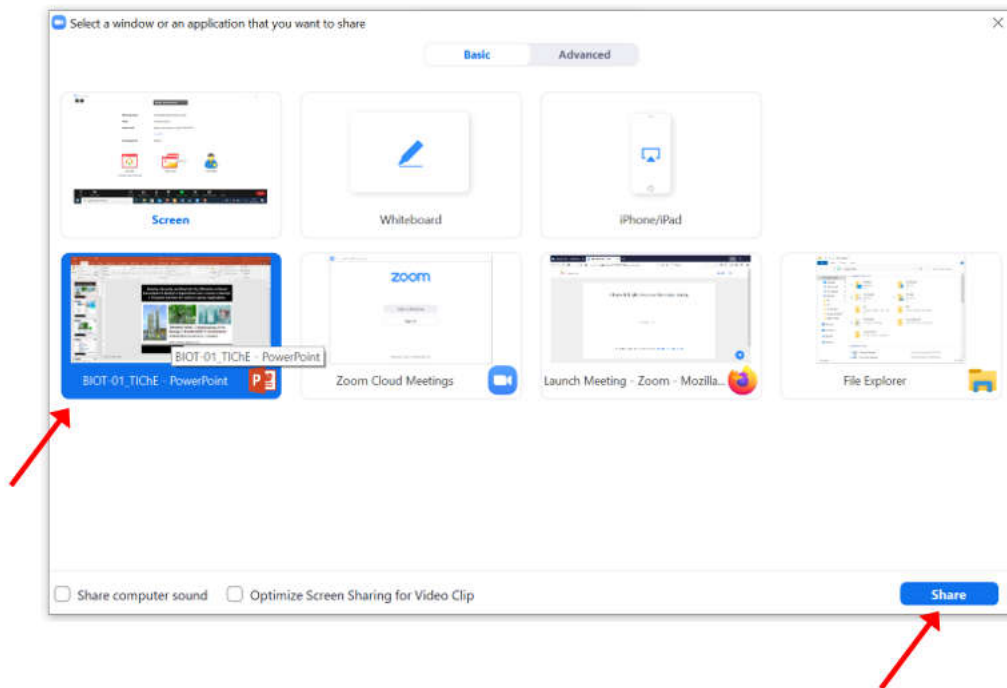 Select a window or an application that you want to share
Basic
Advanced
Screen
Whiteboard
iPhone/iPad
zoom
BIOT-01_TIChE - PowerPoint
BIOT-01_TIChE - PowerPoint
Zoom Cloud Meetings
Launch Meeting - Zoom - Mozilla...
File Explorer
Share computer sound
Optimize Screen Sharing for Video Clip
Share